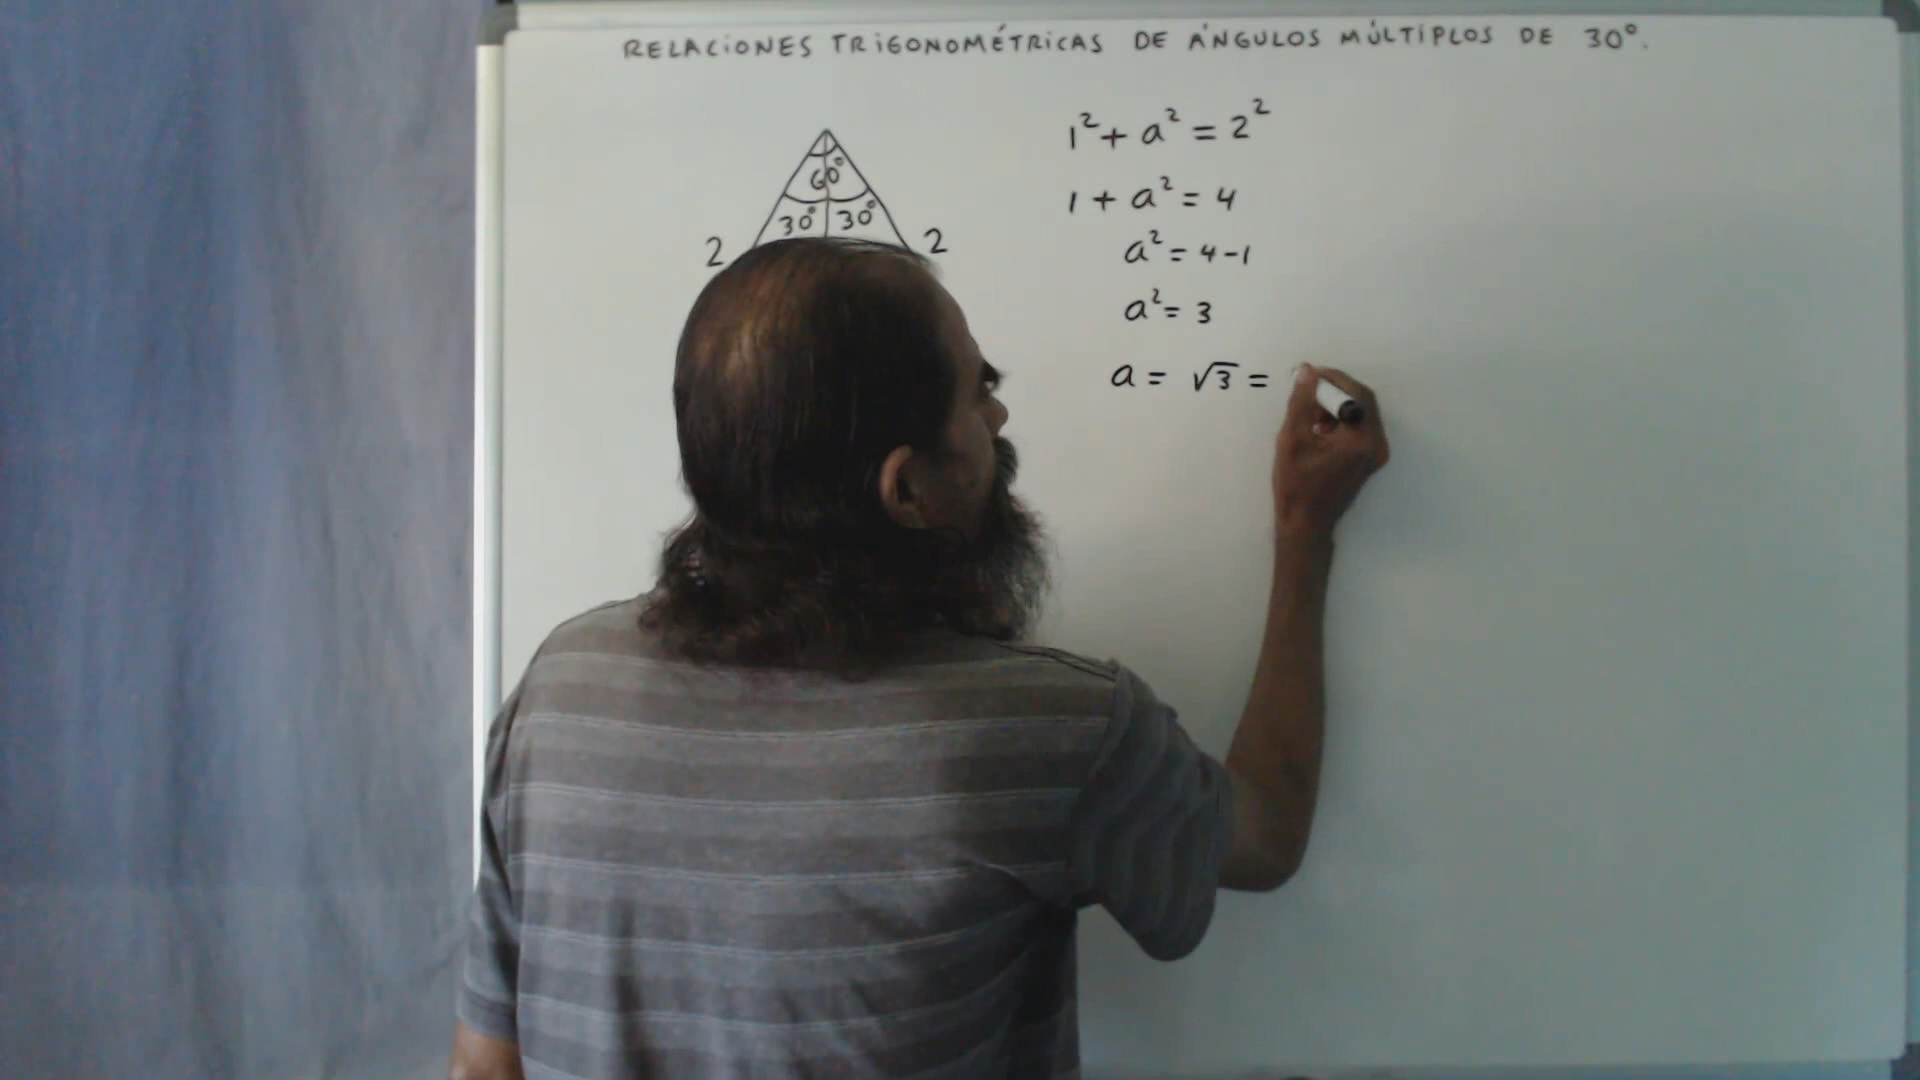 RELACIONES TRIGONOMÉTRICAS DE ÁNGULOS MÚLTIPLOS DE 30°.
60°
30° 30°
2 2
1² + a² = 2²
1 + a² = 4
a² = 4-1
a² = 3
a = √3 =